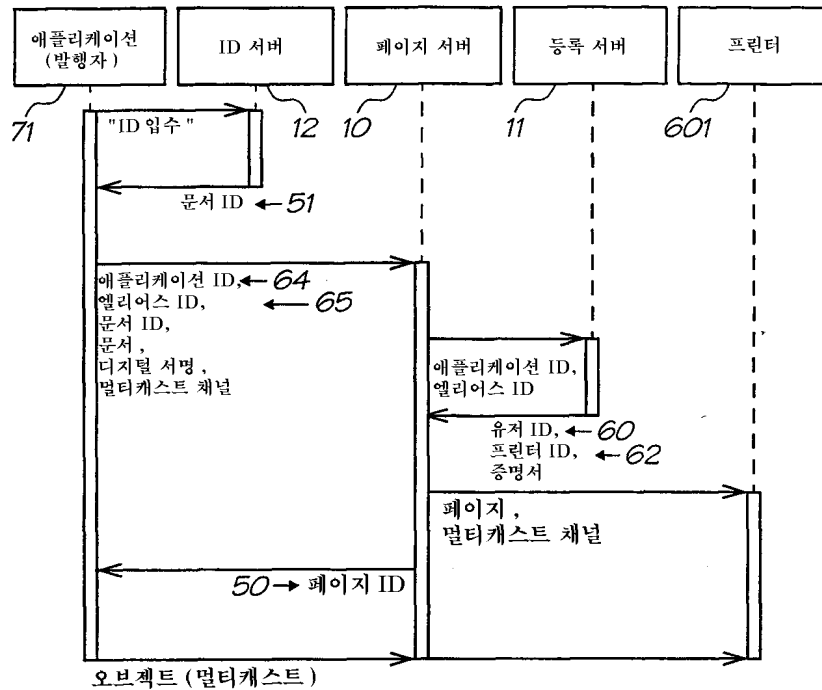 애플리케이션
(발행자)
ID 서버
페이지 서버
등록 서버
프린터
71
12
10
11
601
"ID 입수"
문서 ID
51
애플리케이션 ID,
64
엘리어스 ID,
65
문서 ID,
문서,
디지털 서명,
멀티캐스트 채널
애플리케이션 ID,
엘리어스 ID
유저 ID,
60
프린터 ID,
62
증명서
페이지,
멀티캐스트 채널
50
페이지 ID
오브젝트 (멀티캐스트)